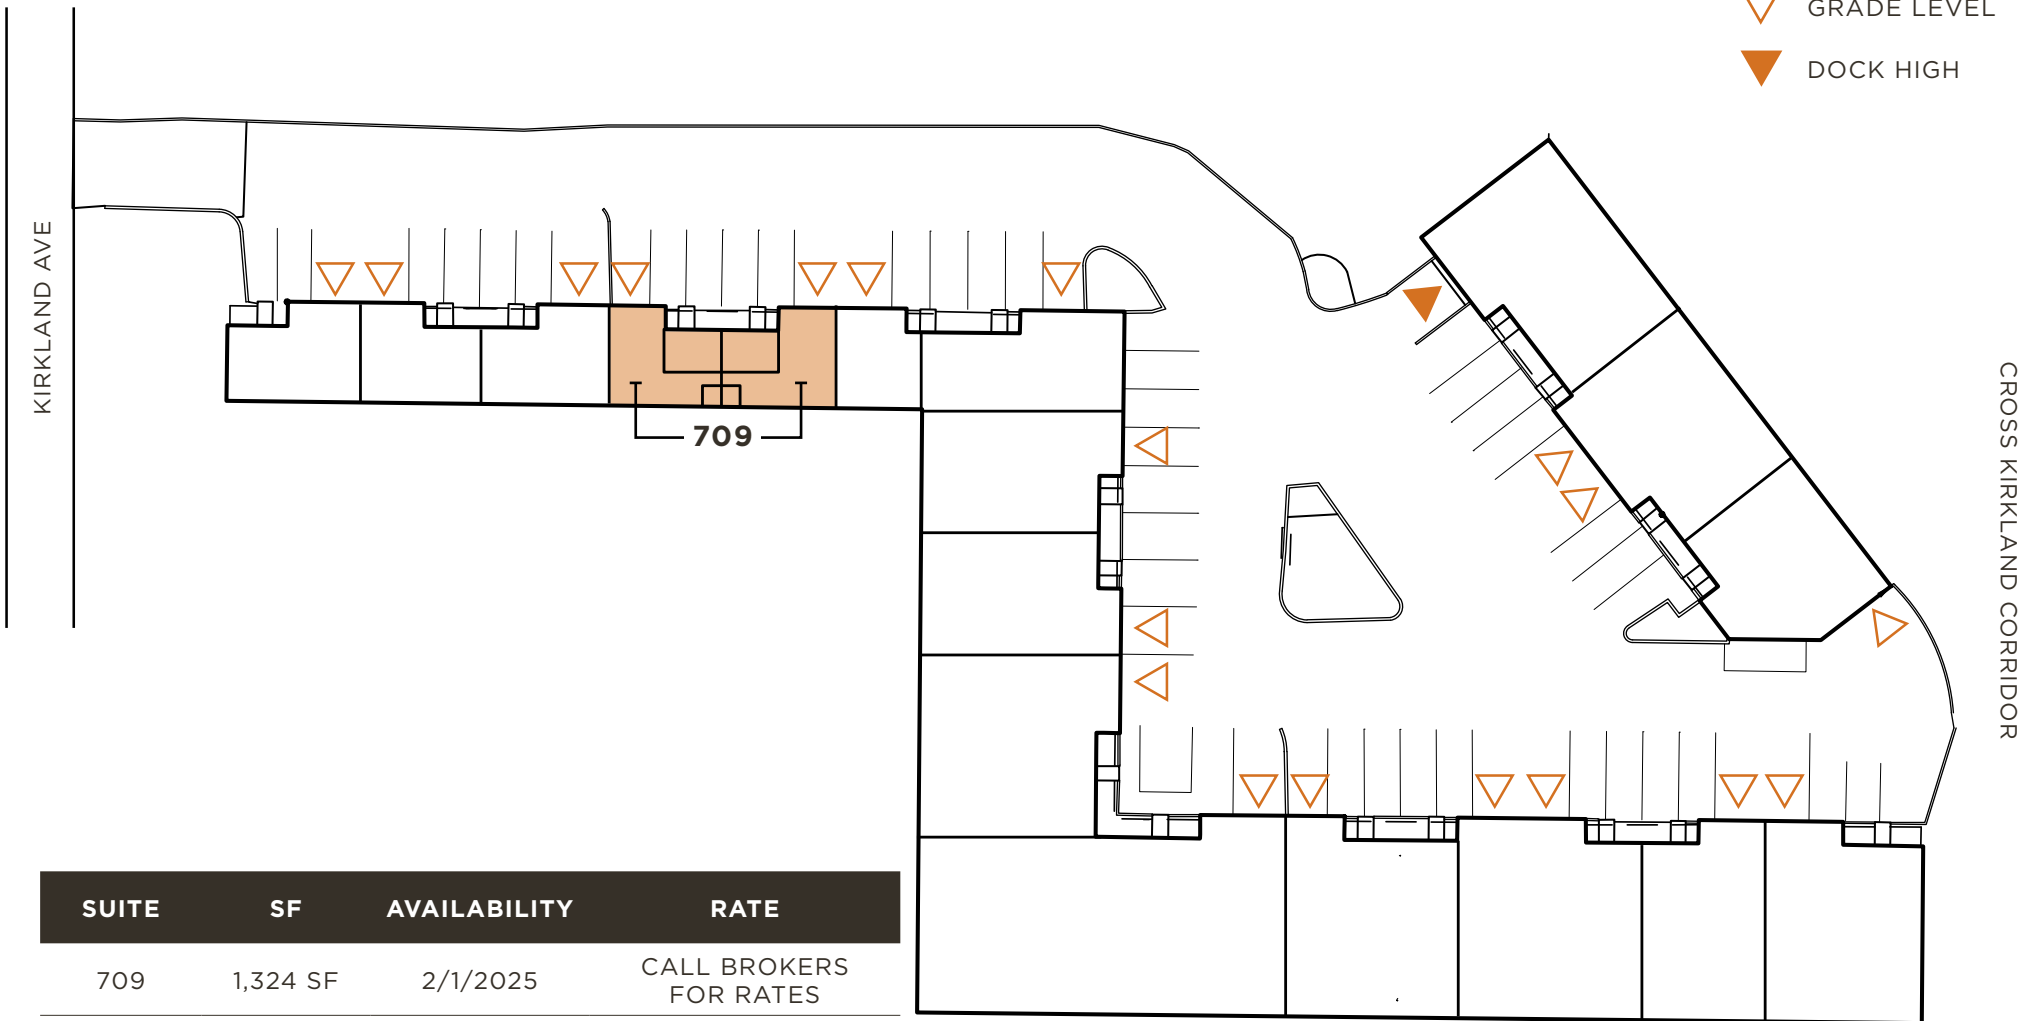 GRADE LEVEL
DOCK HIGH
KIRKLAND AVE
709
CROSS KIRKLAND CORRIDOR
SUITE SF AVAILABILITY RATE
709 1,324 SF 2/1/2025 CALL BROKERS
FOR RATES